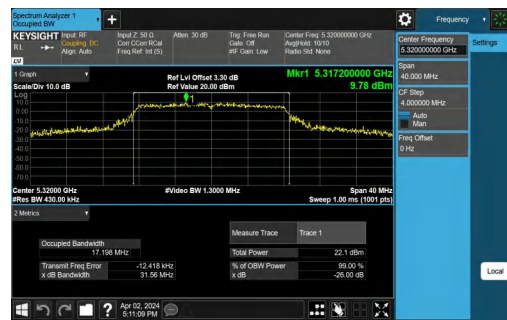 Spectrum Analyzer 1
Occupied BW
Frequency
KEYSIGHT
RL
Input: RF
Coupling: DC
Align: Auto
Input Z: 50 Ω
Corr CCorr RCal
Freq Ref: Int (S)
Atten: 30 dB
Trig: Free Run
Gate: Off
#IF Gain: Low
Center Freq: 5.320000000 GHz
Avg|Hold: 10/10
Radio Std: None
LV
1 Graph
Scale/Div 10.0 dB
Ref Lvl Offset 3.30 dB
Ref Value 20.00 dBm
Mkr1 5.317200000 GHz
9.78 dBm
Log
10.0
0.00
-10.0
-20.0
-30.0
-40.0
-50.0
-60.0
-70.0
1
Center 5.32000 GHz
#Res BW 430.00 kHz
#Video BW 1.3000 MHz
Span 40 MHz
Sweep 1.00 ms (1001 pts)
2 Metrics
Measure Trace
Trace 1
Occupied Bandwidth
17.198 MHz
Total Power
22.1 dBm
Transmit Freq Error
-12.418 kHz
% of OBW Power
99.00 %
x dB Bandwidth
31.56 MHz
x dB
-26.00 dB
Apr 02, 2024
5:11:09 PM
Center Frequency
5.320000000 GHz
Settings
Span
40.000 MHz
CF Step
4.000000 MHz
Auto
Man
Freq Offset
0 Hz
Local